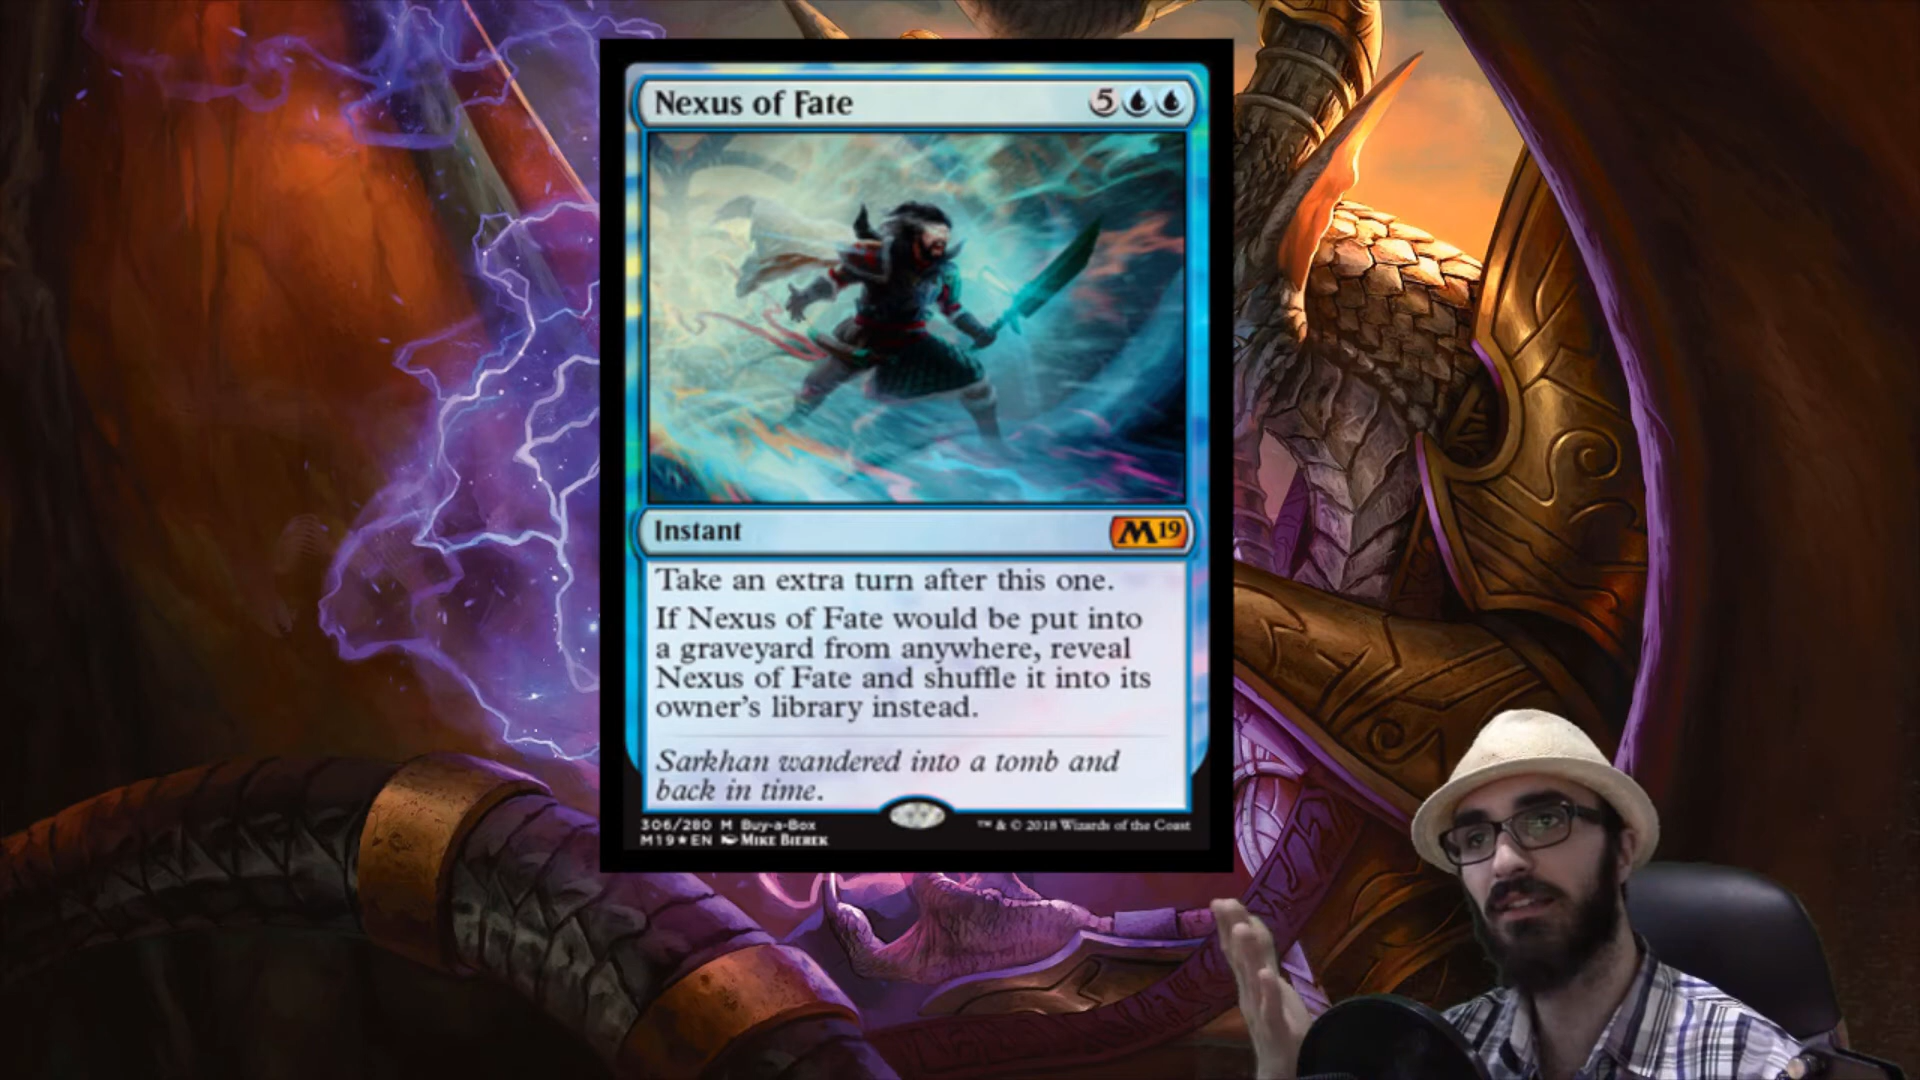 Nexus of Fate 5
Instant M19
Take an extra turn after this one.
If Nexus of Fate would be put into
a graveyard from anywhere, reveal
Nexus of Fate and shuffle it into its
owner's library instead.
Sarkhan wandered into a tomb and
back in time.
306/280 M Buy-a-Box ™ & © 2018 Wizards of the Coast
M19★EN Mike Bierek